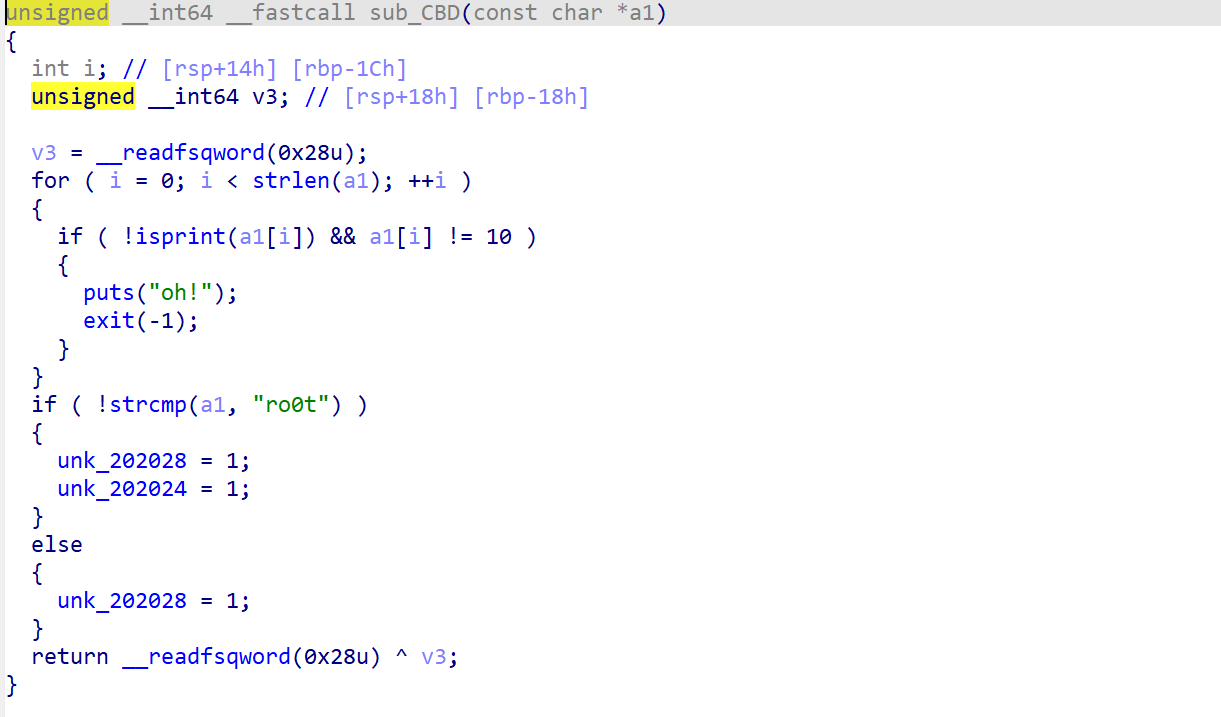 unsigned __int64 __fastcall sub_CBD(const char *a1)
{
  int i; // [rsp+14h] [rbp-1Ch]
  unsigned __int64 v3; // [rsp+18h] [rbp-18h]

  v3 = __readfsqword(0x28u);
  for ( i = 0; i < strlen(a1); ++i )
  {
    if ( !isprint(a1[i]) && a1[i] != 10 )
    {
      puts("oh!");
      exit(-1);
    }
  }
  if ( !strcmp(a1, "ro0t") )
  {
    unk_202028 = 1;
    unk_202024 = 1;
  }
  else
  {
    unk_202028 = 1;
  }
  return __readfsqword(0x28u) ^ v3;
}